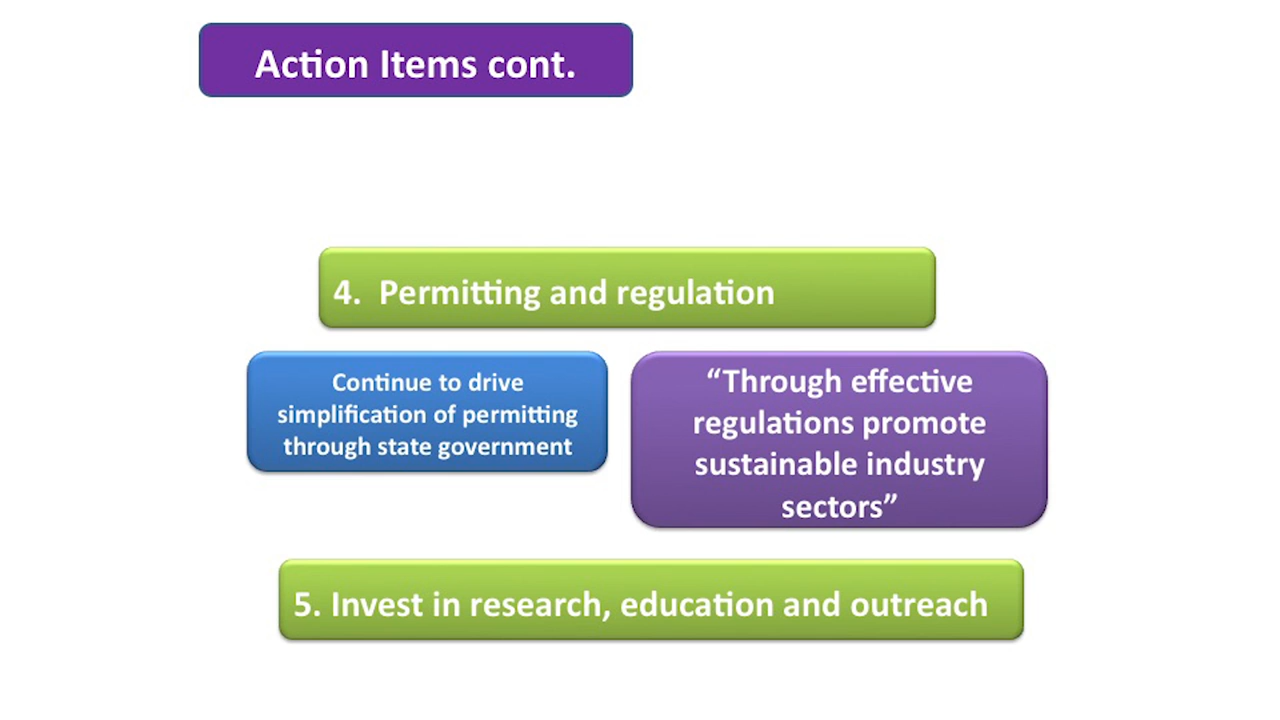 Action Items cont.
4. Permitting and regulation
Continue to drive
simplification of permitting
through state government
“Through effective
regulations promote
sustainable industry
sectors”
5. Invest in research, education and outreach